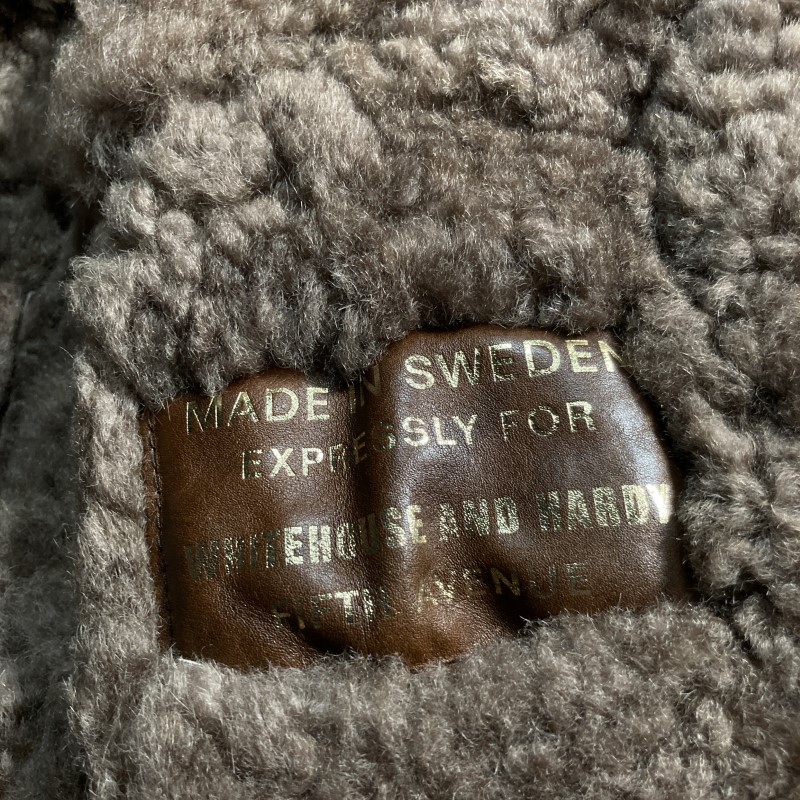 MADE IN SWEDEN
EXPRESSLY FOR
WHITEHOUSE AND HARDY
FIFTH AVENUE